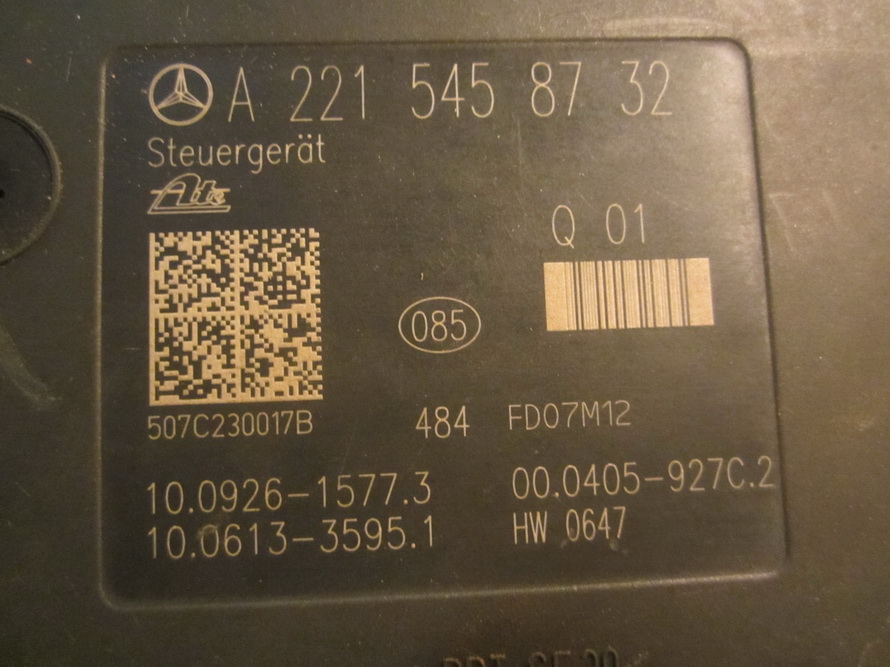 A 221 545 87 32
Steuergerät
Ate
Q 01
085
507C230017B
484 FD07M12
10.0926-1577.3 00.0405-927C.2
10.0613-3595.1 HW 0647